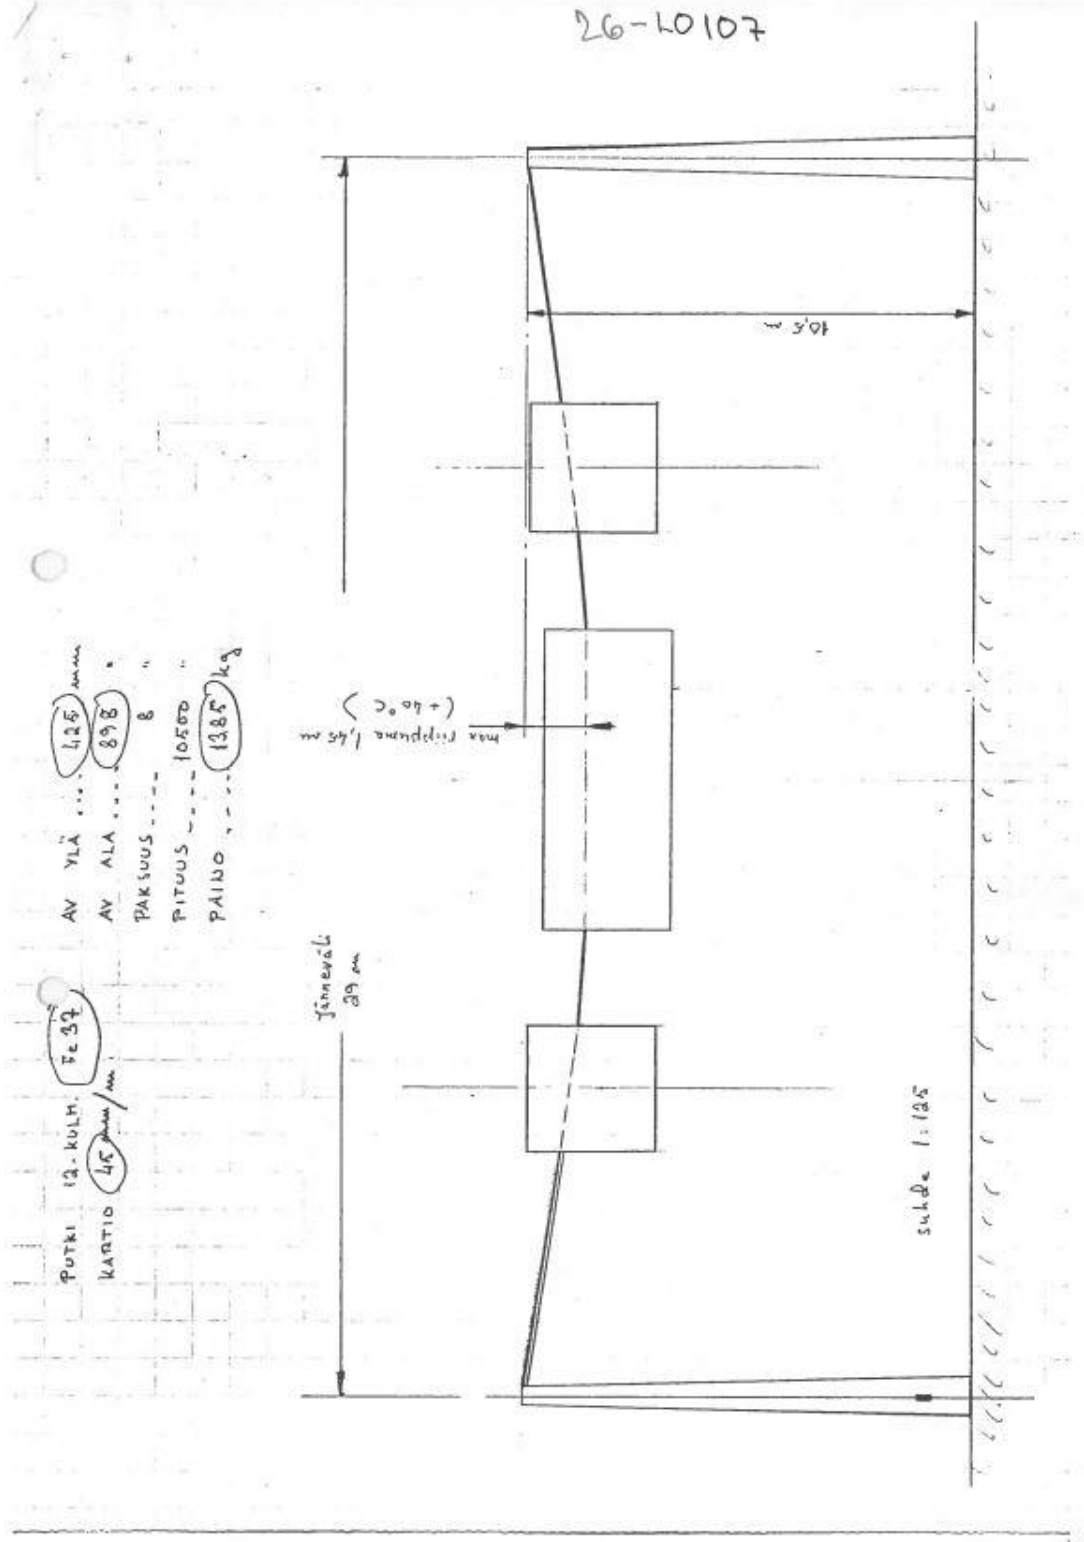 26-L0107
PUTKI 12-KULM. Fe 37
KARTIO 45 mm/m
AV YLÄ .... 425 mm
AV ALA .... 898 "
PAKSUUS ---- 8 "
PITUUS ---- 10500 "
PAINO ---- 1385 kg
jänneväli
29 m
max riippuma 1,45 m
(+ 40°C)
10,5 m
suhde 1:125